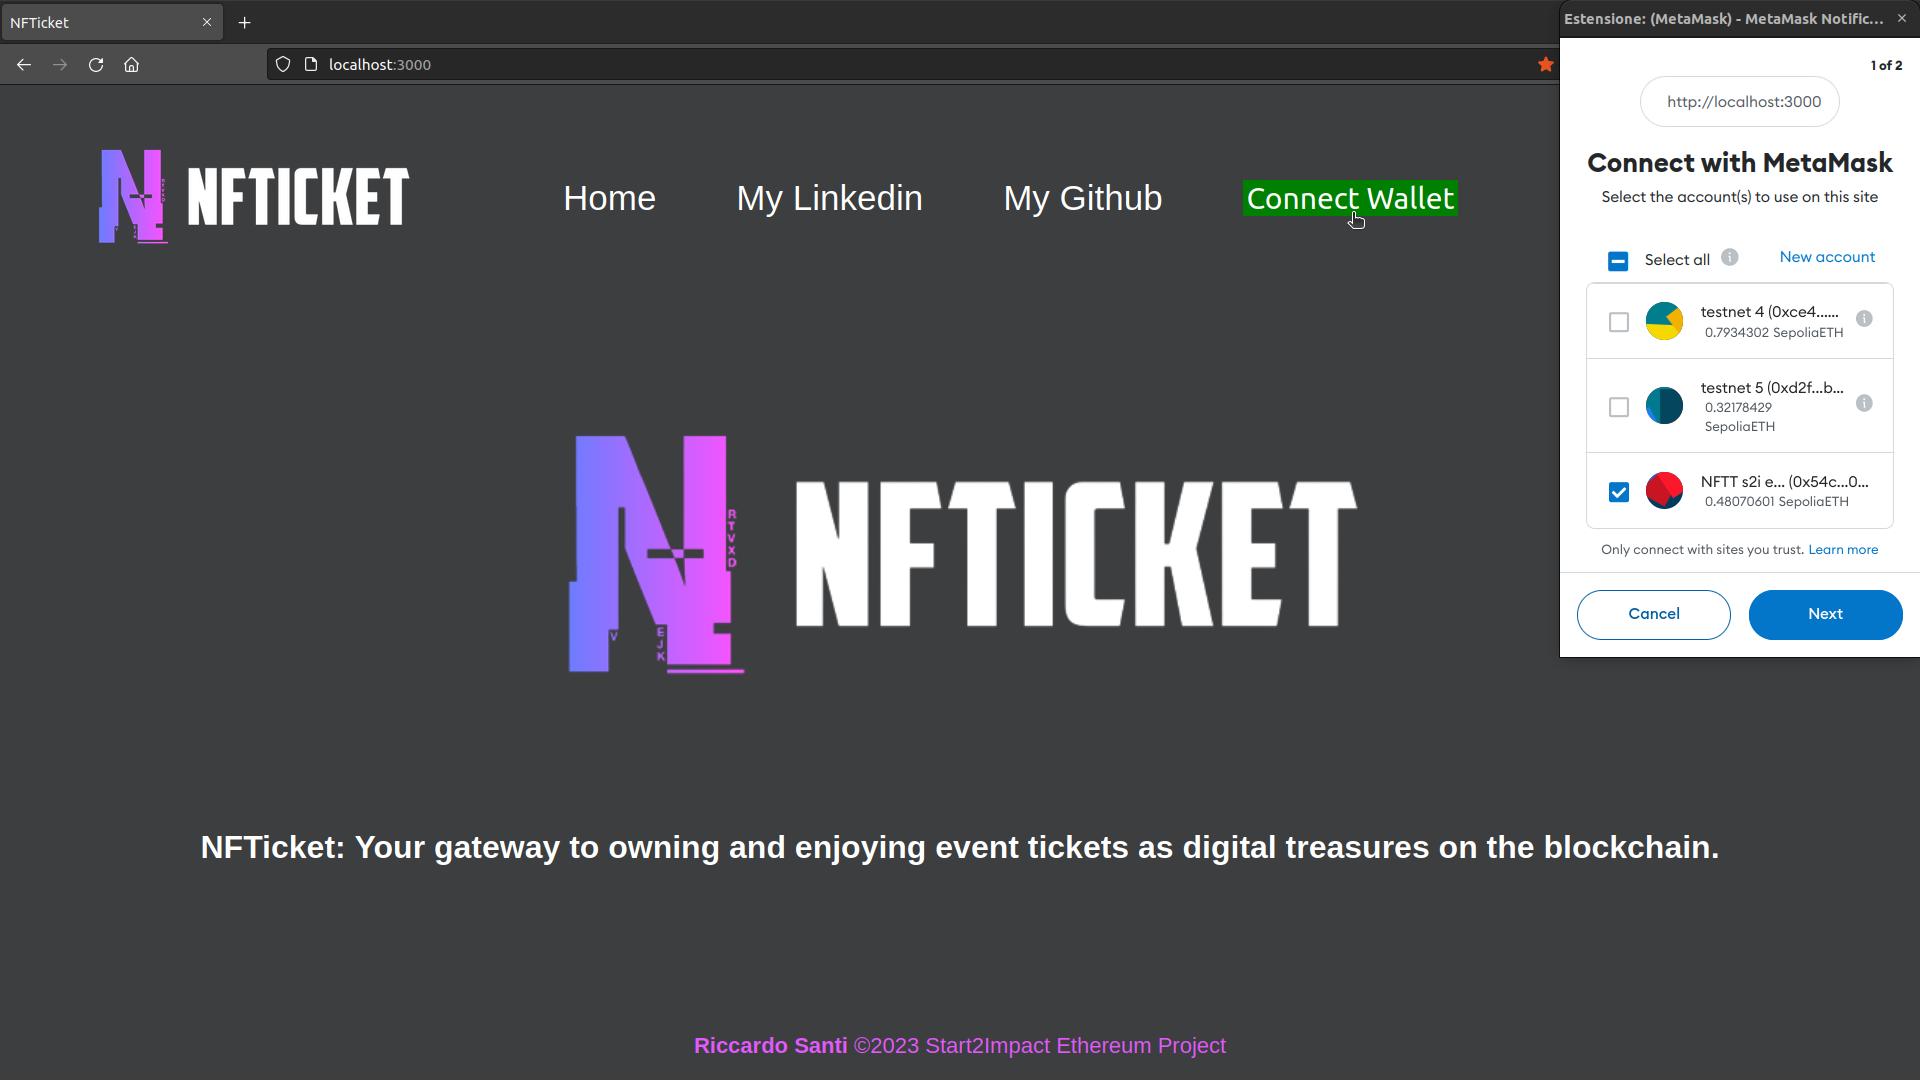 NFTicket
localhost:3000
NFTICKET
Home
My Linkedin
My Github
Connect Wallet
NFTICKET
RTVXD
V
EJK
NFTicket: Your gateway to owning and enjoying event tickets as digital treasures on the blockchain.
Riccardo Santi ©2023 Start2Impact Ethereum Project
Estensione: (MetaMask) - MetaMask Notific...
1 of 2
http://localhost:3000
Connect with MetaMask
Select the account(s) to use on this site
Select all
New account
testnet 4 (0xce4......
0.7934302 SepoliaETH
testnet 5 (0xd2f...b...
0.32178429
SepoliaETH
NFTT s2i e... (0x54c...0...
0.48070601 SepoliaETH
Only connect with sites you trust. Learn more
Cancel
Next